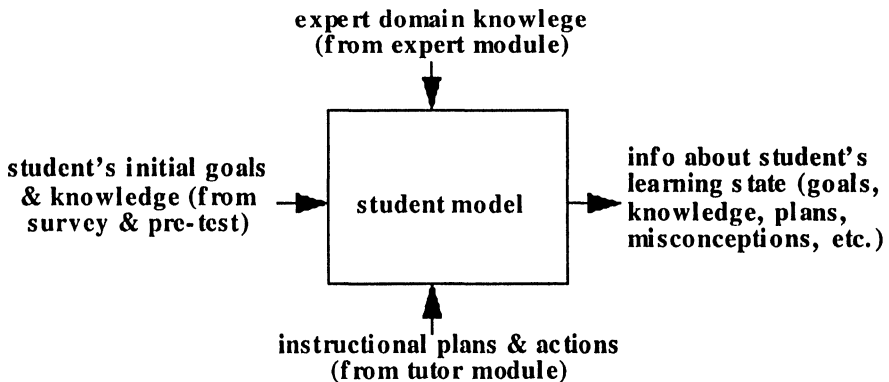 expert domain knowlege
(from expert module)
student's initial goals
& knowledge (from
survey & pre-test)
student model
info about student's
learning state (goals,
knowledge, plans,
misconceptions, etc.)
instructional plans & actions
(from tutor module)